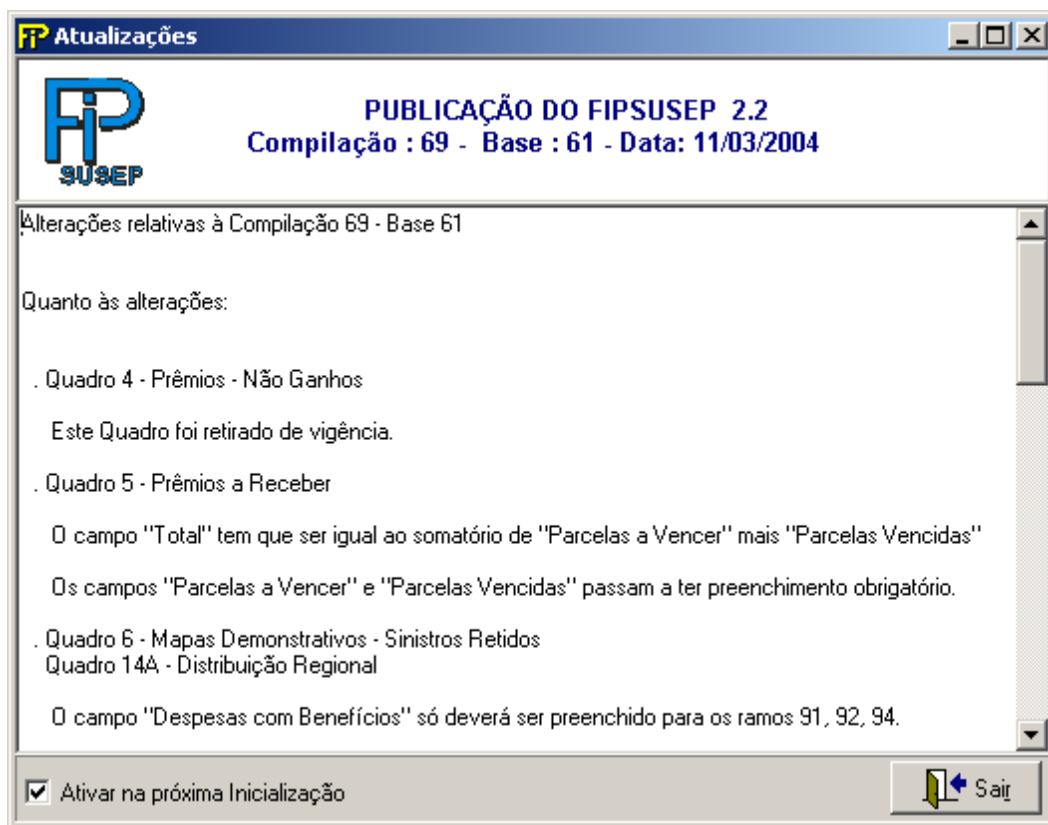 FiP Atualizações
FiP
SUSEP
PUBLICAÇÃO DO FIPSUSEP 2.2
Compilação : 69 - Base : 61 - Data: 11/03/2004
Alterações relativas à Compilação 69 - Base 61
Quanto às alterações:
. Quadro 4 - Prêmios - Não Ganhos
Este Quadro foi retirado de vigência.
. Quadro 5 - Prêmios a Receber
O campo "Total" tem que ser igual ao somatório de "Parcelas a Vencer" mais "Parcelas Vencidas"
Os campos "Parcelas a Vencer" e "Parcelas Vencidas" passam a ter preenchimento obrigatório.
. Quadro 6 - Mapas Demonstrativos - Sinistros Retidos
Quadro 14A - Distribuição Regional
O campo "Despesas com Benefícios" só deverá ser preenchido para os ramos 91, 92, 94.
Ativar na próxima Inicialização
Sair